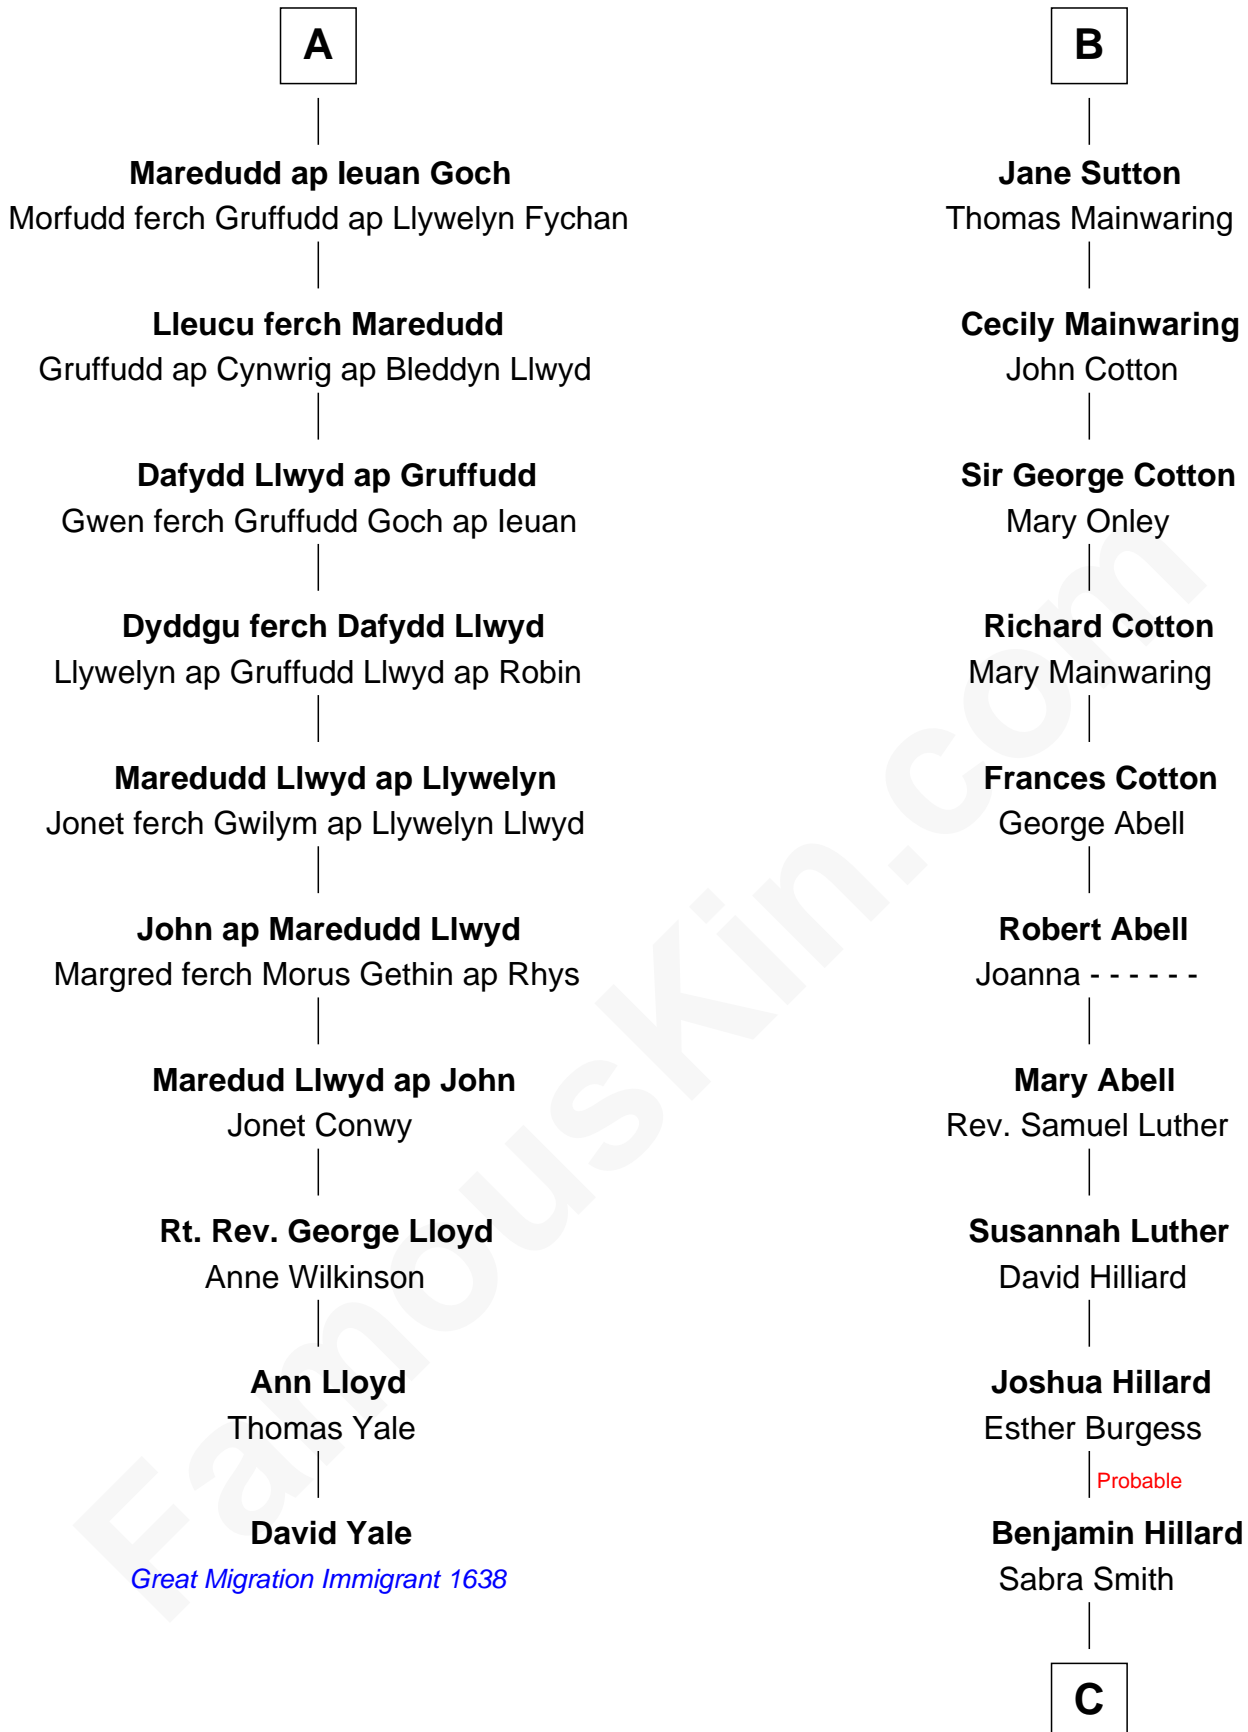 A
Maredudd ap Ieuan Goch
Morfudd ferch Gruffudd ap Llywelyn Fychan
Lleucu ferch Maredudd
Gruffudd ap Cynwrig ap Bleddyn Llwyd
Dafydd Llwyd ap Gruffudd
Gwen ferch Gruffudd Goch ap Ieuan
Dyddgu ferch Dafydd Llwyd
Llywelyn ap Gruffudd Llwyd ap Robin
Maredudd Llwyd ap Llywelyn
Jonet ferch Gwilym ap Llywelyn Llwyd
John ap Maredudd Llwyd
Margred ferch Morus Gethin ap Rhys
Maredud Llwyd ap John
Jonet Conwy
Rt. Rev. George Lloyd
Anne Wilkinson
Ann Lloyd
Thomas Yale
David Yale
Great Migration Immigrant 1638
B
Jane Sutton
Thomas Mainwaring
Cecily Mainwaring
John Cotton
Sir George Cotton
Mary Onley
Richard Cotton
Mary Mainwaring
Frances Cotton
George Abell
Robert Abell
Joanna - - - - - -
Mary Abell
Rev. Samuel Luther
Susannah Luther
David Hilliard
Joshua Hillard
Esther Burgess
Probable
Benjamin Hillard
Sabra Smith
C
FamousKin.com